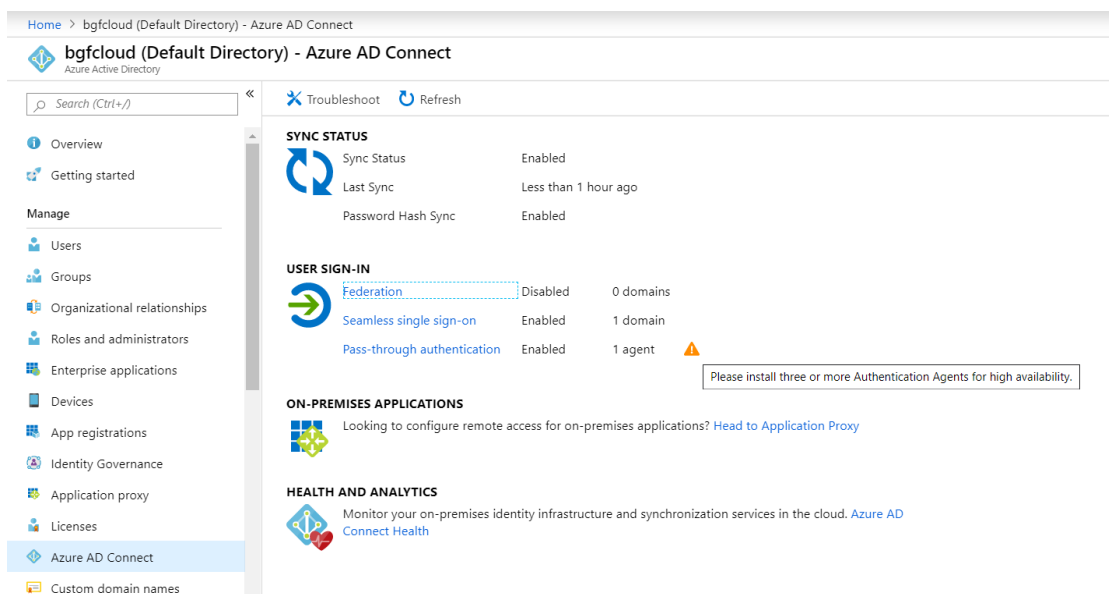 Home > bgfcloud (Default Directory) - Azure AD Connect
bgfcloud (Default Directory) - Azure AD Connect
Azure Active Directory
Search (Ctrl+/)
«
Overview
Getting started
Manage
Users
Groups
Organizational relationships
Roles and administrators
Enterprise applications
Devices
App registrations
Identity Governance
Application proxy
Licenses
Azure AD Connect
Custom domain names
Troubleshoot Refresh
SYNC STATUS
Sync Status Enabled
Last Sync Less than 1 hour ago
Password Hash Sync Enabled
USER SIGN-IN
Federation Disabled 0 domains
Seamless single sign-on Enabled 1 domain
Pass-through authentication Enabled 1 agent
Please install three or more Authentication Agents for high availability.
ON-PREMISES APPLICATIONS
Looking to configure remote access for on-premises applications? Head to Application Proxy
HEALTH AND ANALYTICS
Monitor your on-premises identity infrastructure and synchronization services in the cloud. Azure AD
Connect Health